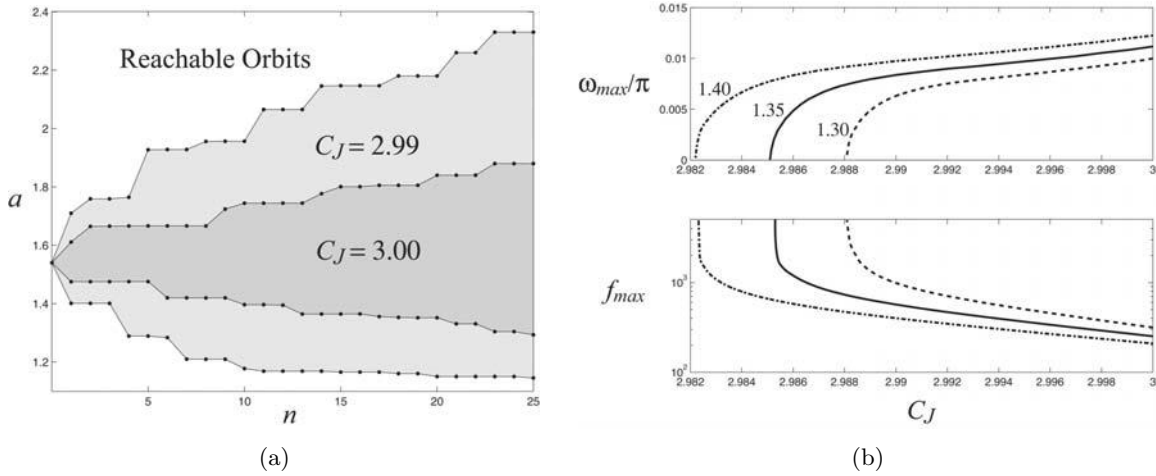 2.4
2.2
2
1.8
1.6
1.4
1.2
a
Reachable Orbits
C_J = 2.99
C_J = 3.00
5 10 15 20 25
n
(a)
0.015
0.01
0.005
0
ω_max/π
1.40
1.35
1.30
2.982 2.984 2.986 2.988 2.99 2.992 2.994 2.996 2.998 3
f_max
10^3
10^2
2.982 2.984 2.986 2.988 2.99 2.992 2.994 2.996 2.998 3
C_J
(b)